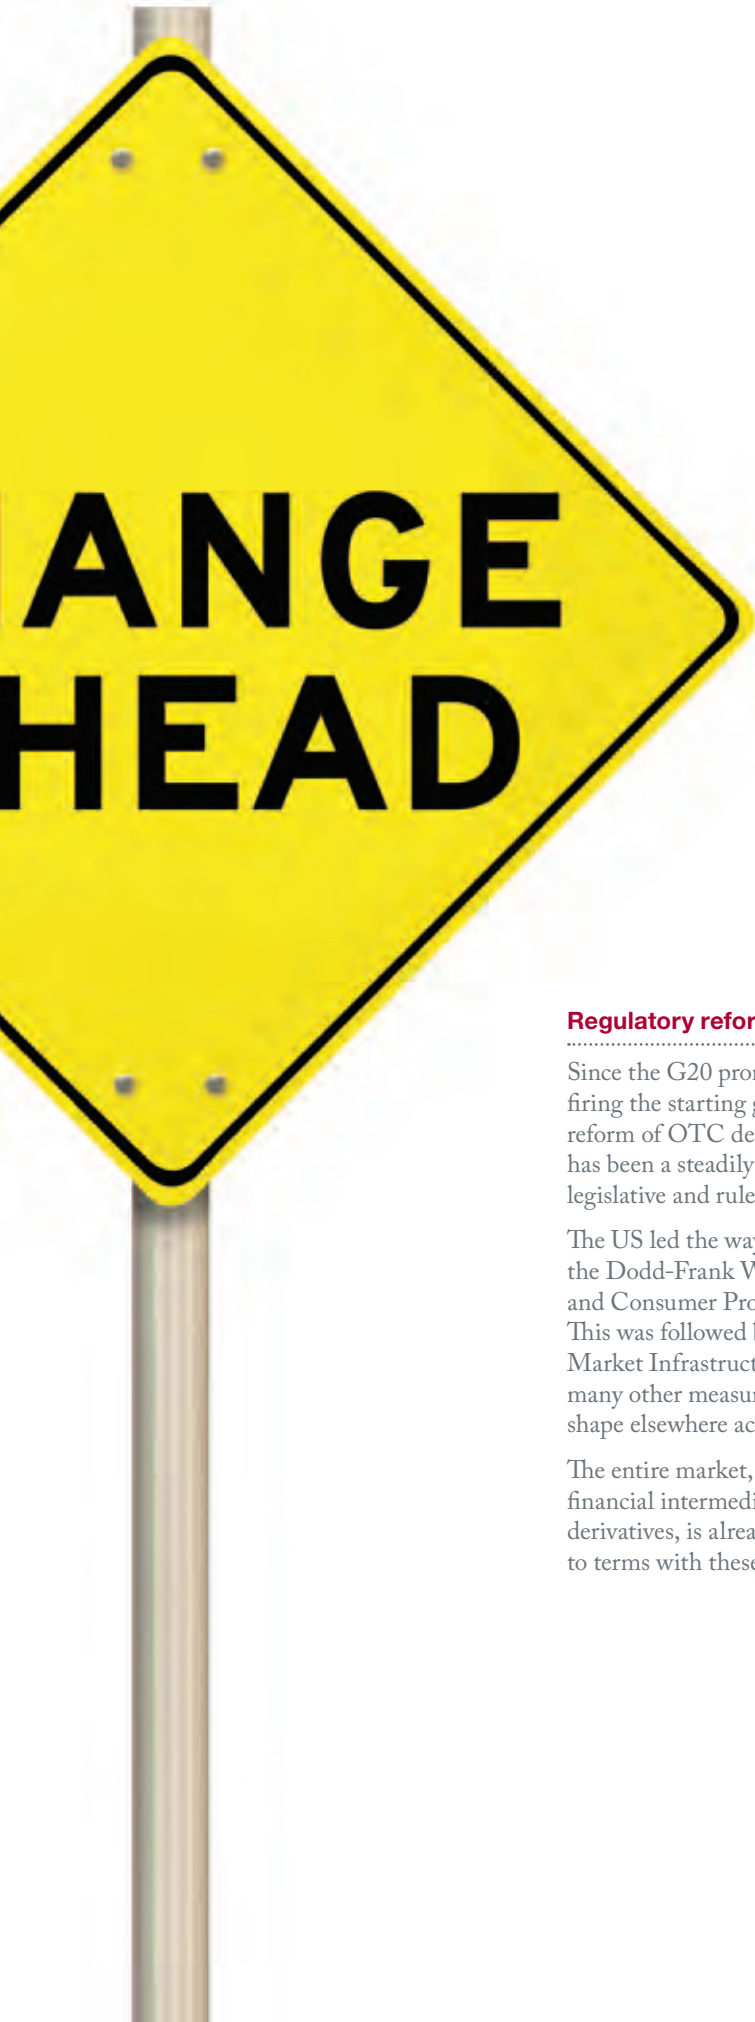 HANGE
HEAD
Regulatory refor
Since the G20 pro
firing the starting
reform of OTC de
has been a steadily
legislative and rule
The US led the way
the Dodd-Frank W
and Consumer Pro
This was followed
Market Infrastruct
many other measu
shape elsewhere ac
The entire market,
financial intermedi
derivatives, is alrea
to terms with these